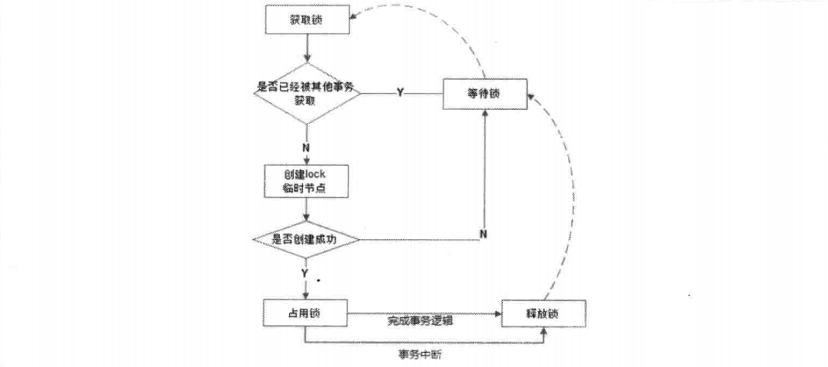 获取锁
是否已经被其他事务
获取
Y
等待锁
N
创建lock
临时节点
是否创建成功
N
Y
占用锁
完成事务逻辑
释放锁
事务中断